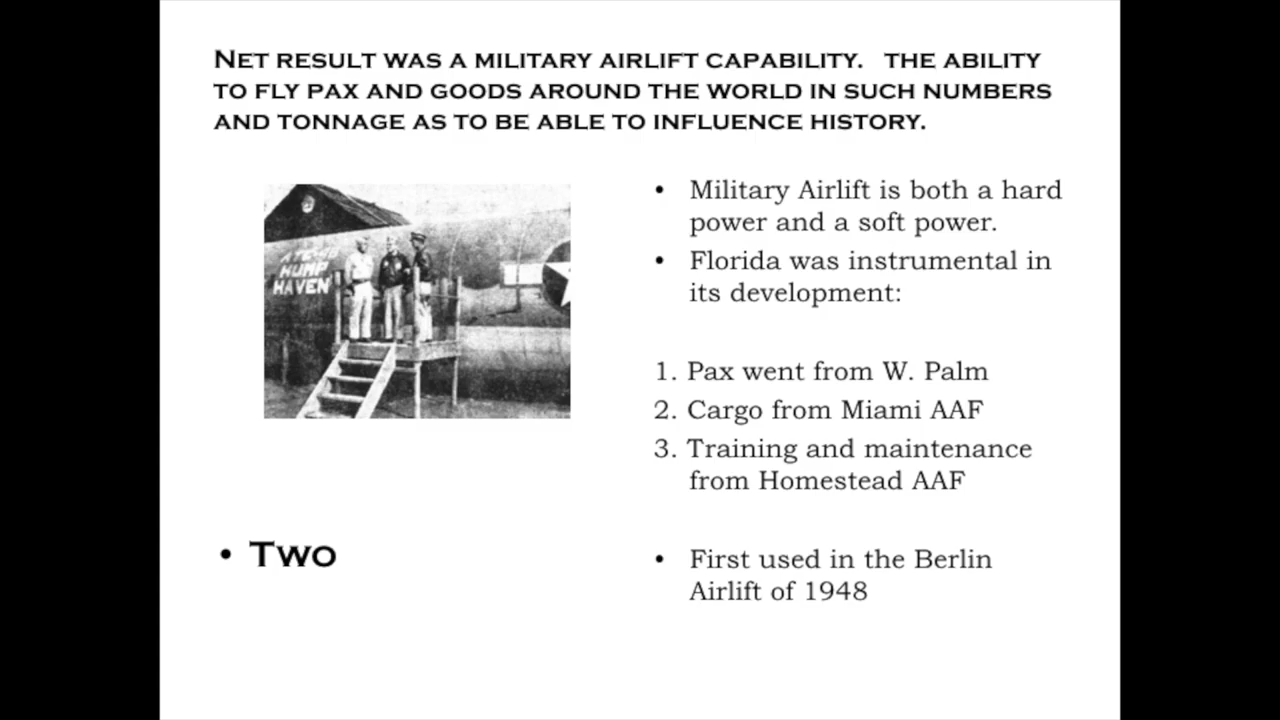 Net result was a military airlift capability. the ability
to fly pax and goods around the world in such numbers
and tonnage as to be able to influence history.
HUMP
HAVEN
• Military Airlift is both a hard
power and a soft power.
• Florida was instrumental in
its development:
1. Pax went from W. Palm
2. Cargo from Miami AAF
3. Training and maintenance
from Homestead AAF
• Two
• First used in the Berlin
Airlift of 1948